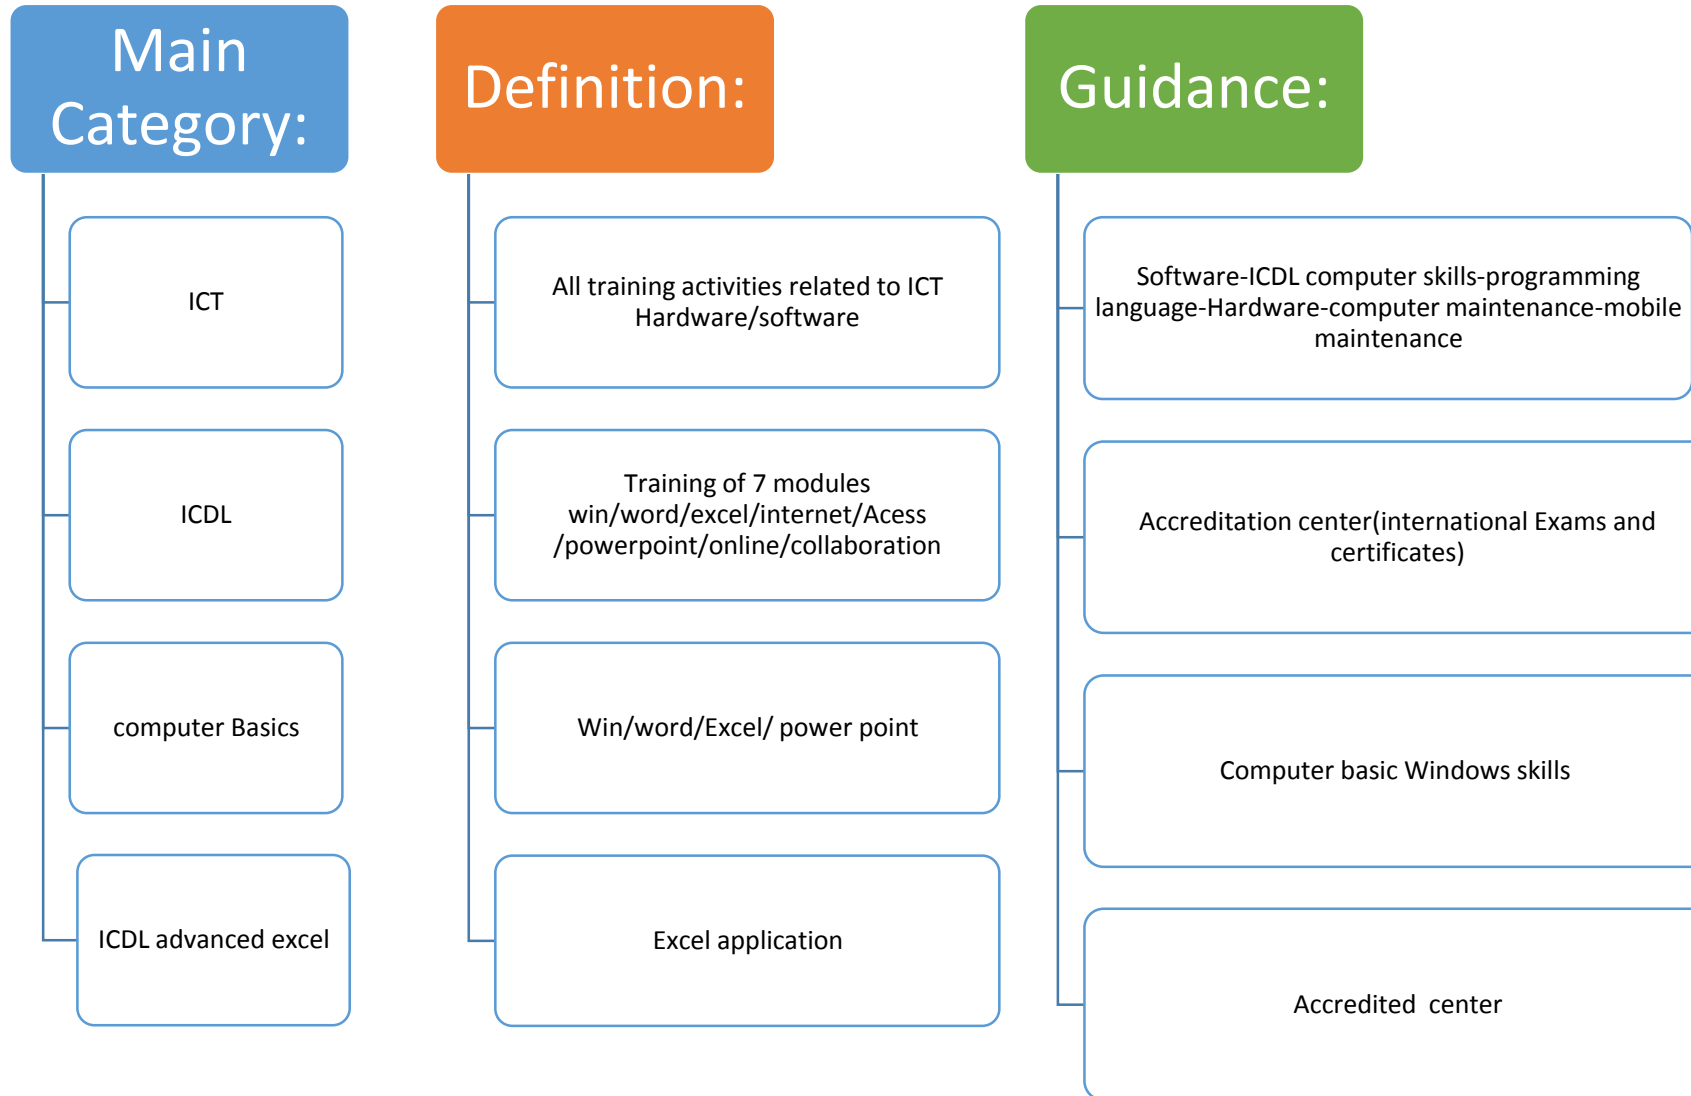 Main
Category:
ICT
ICDL
computer Basics
ICDL advanced excel
Definition:
All training activities related to ICT
Hardware/software
Training of 7 modules
win/word/excel/internet/Acess
/powerpoint/online/collaboration
Win/word/Excel/ power point
Excel application
Guidance:
Software-ICDL computer skills-programming
language-Hardware-computer maintenance-mobile
maintenance
Accreditation center(international Exams and
certificates)
Computer basic Windows skills
Accredited  center